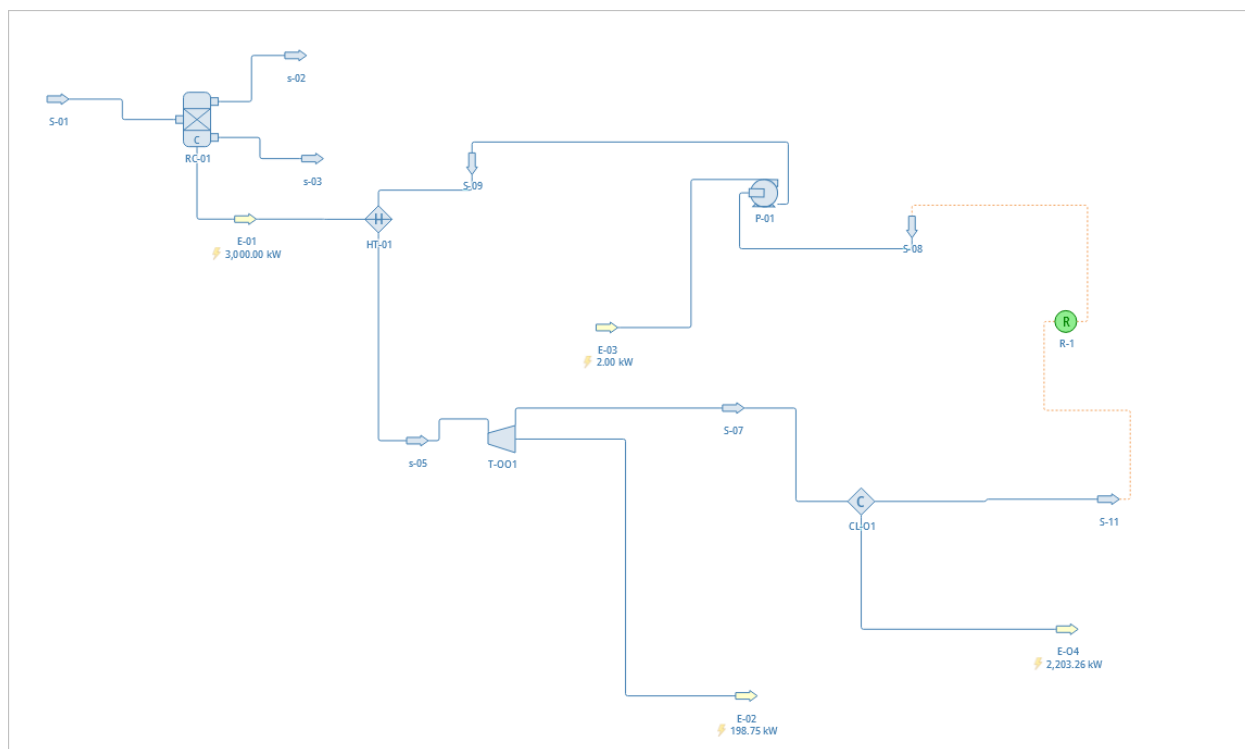 s-02
S-01
C
RC-01
s-03
S-09
P-01
E-01
3,000.00 kW
H
HT-01
S-08
R
R-1
E-03
2.00 kW
S-07
s-05
T-OO1
C
CL-O1
S-11
E-O4
2,203.26 kW
E-02
198.75 kW